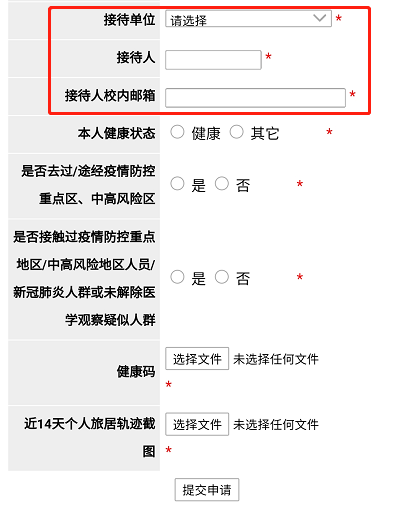 接待单位 请选择 *
接待人 *
接待人校内邮箱 *
本人健康状态 健康 其它 *
是否去过/途经疫情防控
重点区、中高风险区
是 否 *
是否接触过疫情防控重点
地区/中高风险地区人员/
新冠肺炎人群或未解除医
学观察疑似人群
是 否 *
健康码
选择文件 未选择任何文件
*
近14天个人旅居轨迹截
图
选择文件 未选择任何文件
*
提交申请